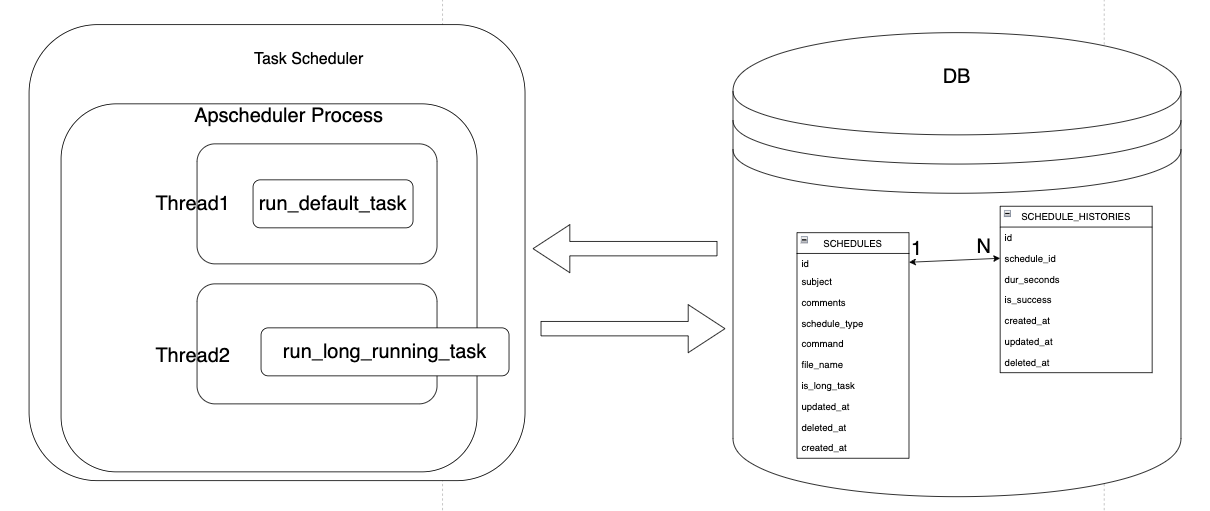 Task Scheduler
Apscheduler Process
Thread1
run_default_task
Thread2
run_long_running_task
DB
SCHEDULES
id
subject
comments
schedule_type
command
file_name
is_long_task
updated_at
deleted_at
created_at
1
N
SCHEDULE_HISTORIES
id
schedule_id
dur_seconds
is_success
created_at
updated_at
deleted_at